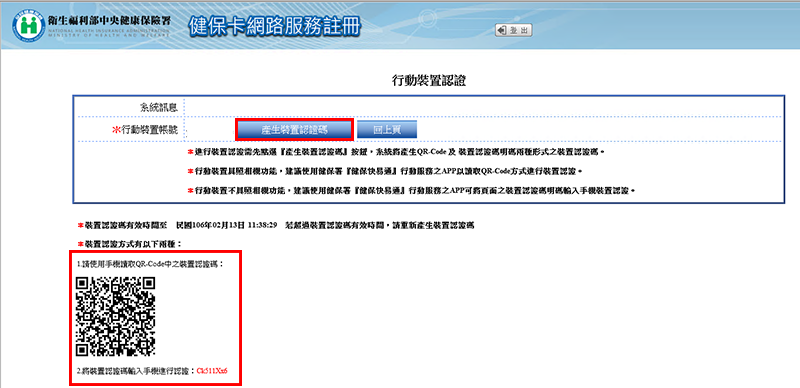 衛生福利部中央健康保險署
NATIONAL HEALTH INSURANCE ADMINISTRATION
MINISTRY OF HEALTH AND WELFARE
健保卡網路服務註冊
登 出
行動裝置認證
系統訊息
*行動裝置帳號 :
產生裝置認證碼
回上頁
*進行裝置認證需先點選『產生裝置認證碼』按鈕，系統將產生QR-Code 及 裝置認證碼明碼兩種形式之裝置認證碼。
*行動裝置具照相機功能，建議使用健保署『健保快易通』行動服務之APP以讀取QR-Code方式進行裝置認證。
*行動裝置不具照相機功能，建議使用健保署『健保快易通』行動服務之APP可將頁面之裝置認證碼明碼輸入手機裝置認證。
*裝置認證碼有效時間至 民國106年02月13日 11:38:29 若超過裝置認證碼有效時間，請重新產生裝置認證碼
*裝置認證方式有以下兩種：
1.請使用手機讀取QR-Code中之裝置認證碼：
2.將裝置認證碼輸入手機進行認證：Ck511Xx6